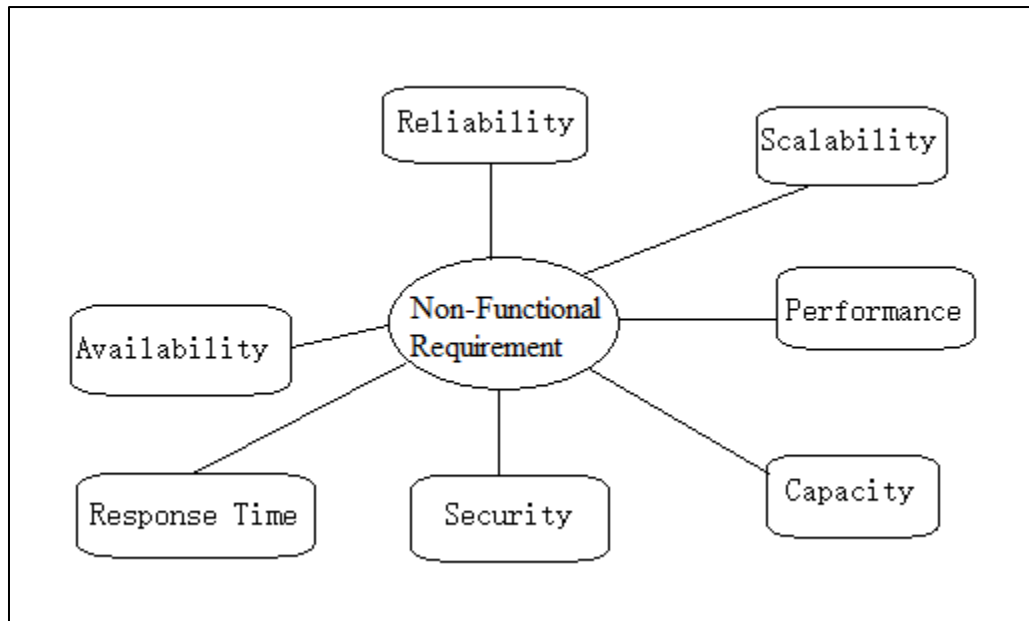 Reliability
Scalability
Non-Functional
Requirement
Performance
Availability
Response Time
Security
Capacity